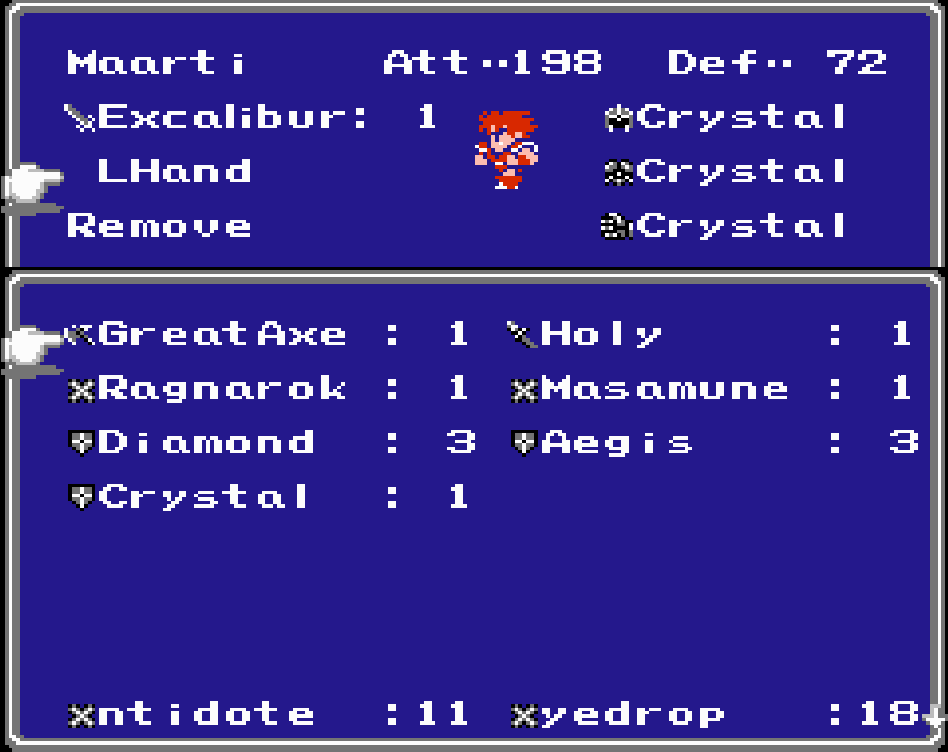 Maarti Att··198 Def·· 72
Excalibur: 1 Crystal
LHand Crystal
Remove Crystal
GreatAxe : 1 Holy : 1
Ragnarok : 1 Masamune : 1
Diamond : 3 Aegis : 3
Crystal : 1
ntidote :11 yedrop :18